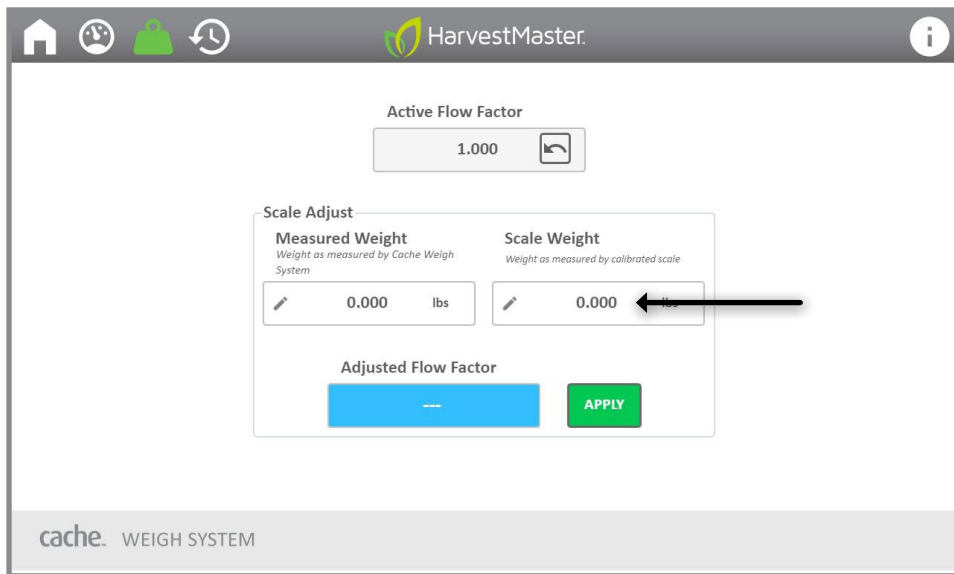 HarvestMaster.
i
Active Flow Factor
1.000
Scale Adjust
Measured Weight
Weight as measured by Cache Weigh
System
0.000 lbs
Scale Weight
Weight as measured by calibrated scale
0.000 lbs
Adjusted Flow Factor
---
APPLY
cache. WEIGH SYSTEM